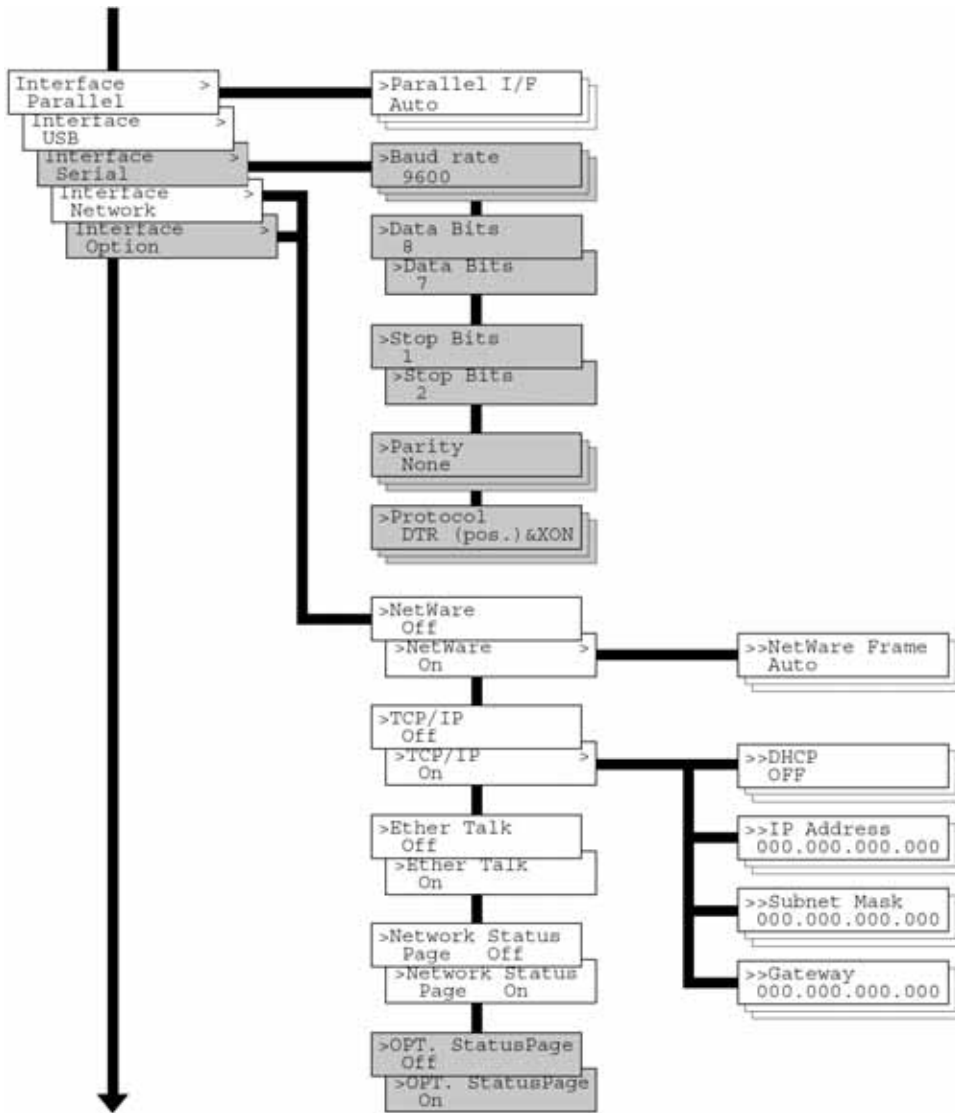 Interface >
Parallel
Interface >
USB
Interface >
Serial
Interface >
Network
Interface >
Option
>Parallel I/F
Auto
>Baud rate
9600
>Data Bits
8
>Data Bits
7
>Stop Bits
1
>Stop Bits
2
>Parity
None
>Protocol
DTR (pos.)&XON
>NetWare
Off
>NetWare >
On
>TCP/IP
Off
>TCP/IP >
On
>Ether Talk
Off
>Ether Talk
On
>Network Status
Page Off
>Network Status
Page On
>OPT. StatusPage
Off
>OPT. StatusPage
On
>>NetWare Frame
Auto
>>DHCP
OFF
>>IP Address
000.000.000.000
>>Subnet Mask
000.000.000.000
>>Gateway
000.000.000.000